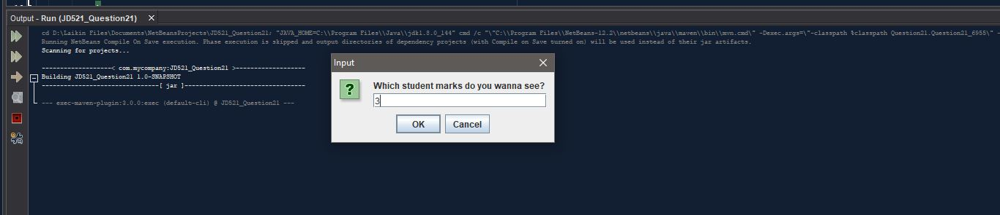 Output - Run (JD521_Question21) ×
cd D:\Laikin Files\Documents\NetBeansProjects\JD521_Question21; "JAVA_HOME=C:\\Program Files\\Java\\jdk1.8.0_144" cmd /c "\"C:\\Program Files\\NetBeans-12.2\\netbeans\\java\\maven\\bin\\mvn.cmd\" -Dexec.args=\"-classpath %classpath Question21.Question21_6955\" -
Running NetBeans Compile On Save execution. Phase execution is skipped and output directories of dependency projects (with Compile on Save turned on) will be used instead of their jar artifacts.
Scanning for projects...
-------------------< com.mycompany:JD521_Question21 >-------------------
Building JD521_Question21 1.0-SNAPSHOT
--------------------------------[ jar ]---------------------------------
--- exec-maven-plugin:3.0.0:exec (default-cli) @ JD521_Question21 ---
Input
Which student marks do you wanna see?
3
OK Cancel